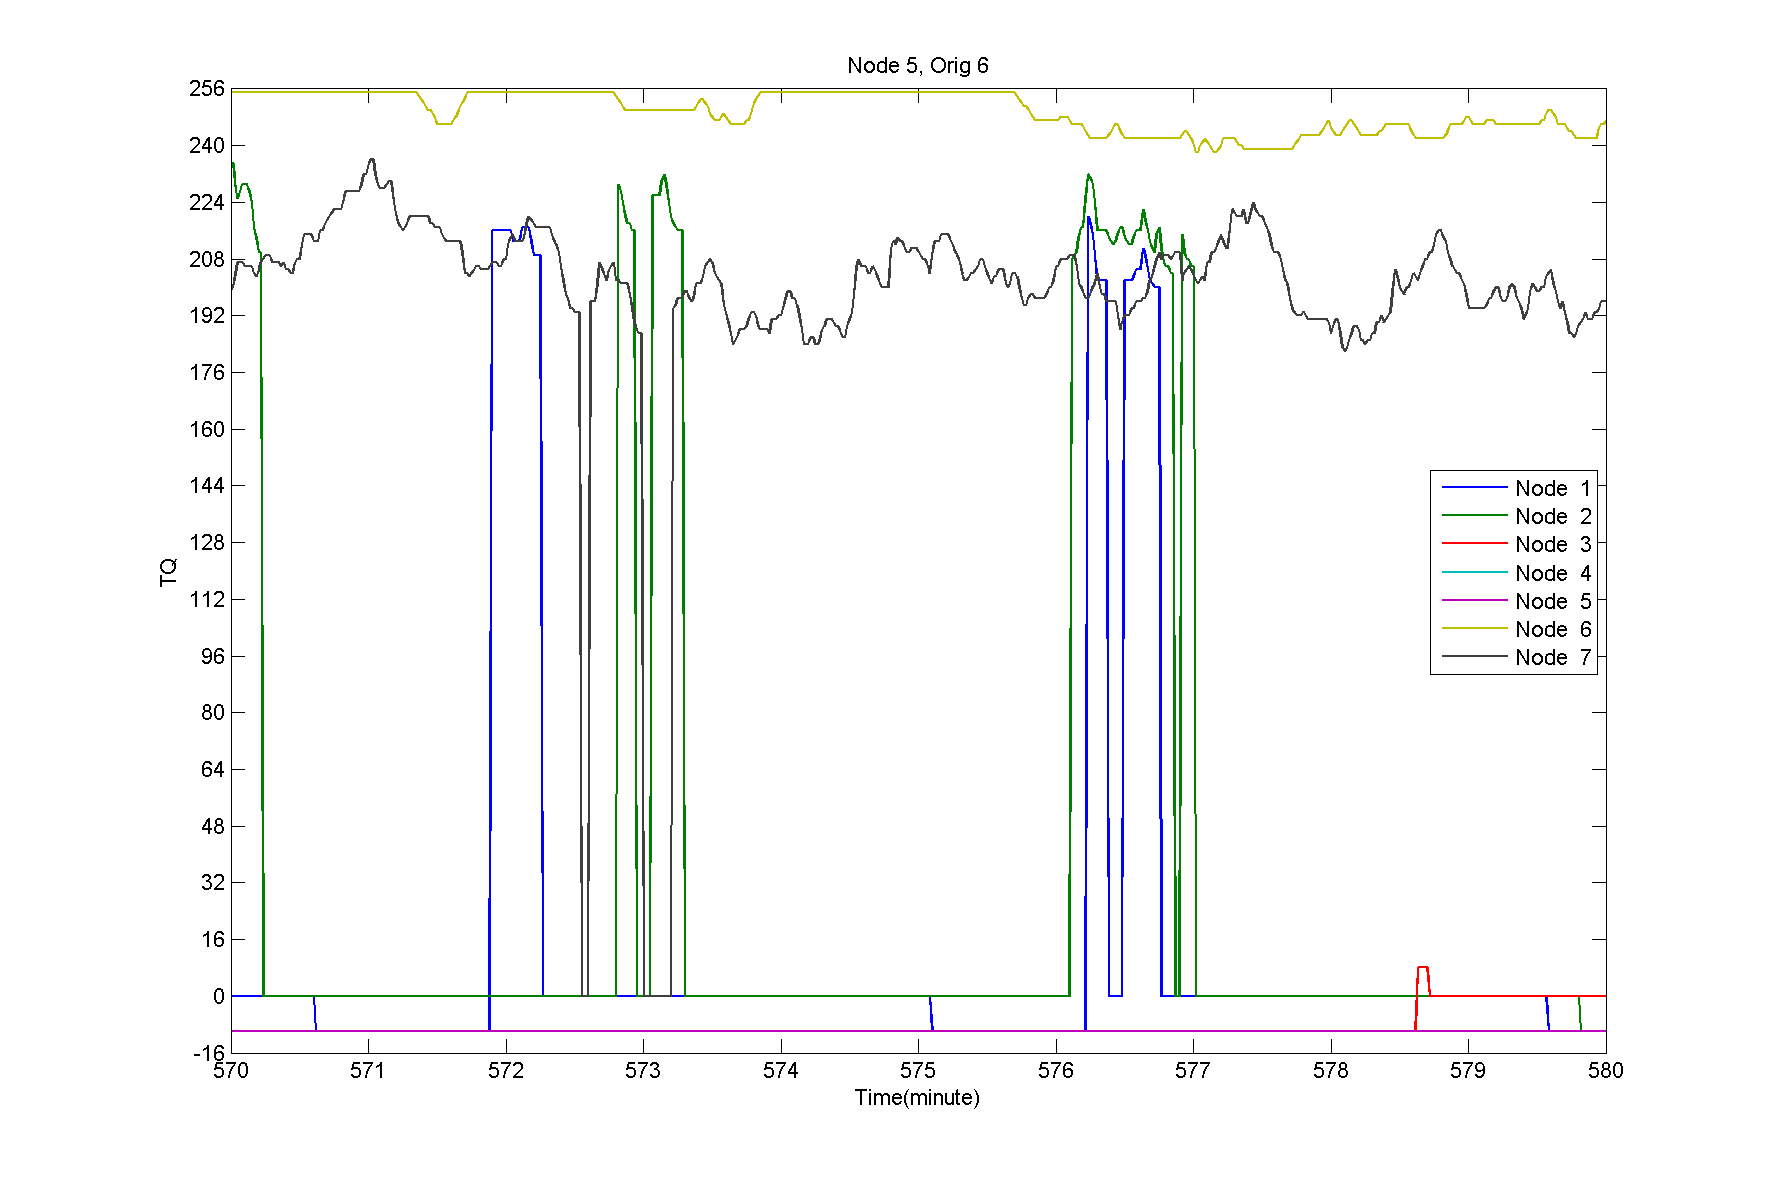 Node 5, Orig 6
256
240
224
208
192
176
160
144
128
112
96
80
64
48
32
16
0
-16
TQ
Node 1
Node 2
Node 3
Node 4
Node 5
Node 6
Node 7
570 571 572 573 574 575 576 577 578 579 580
Time(minute)